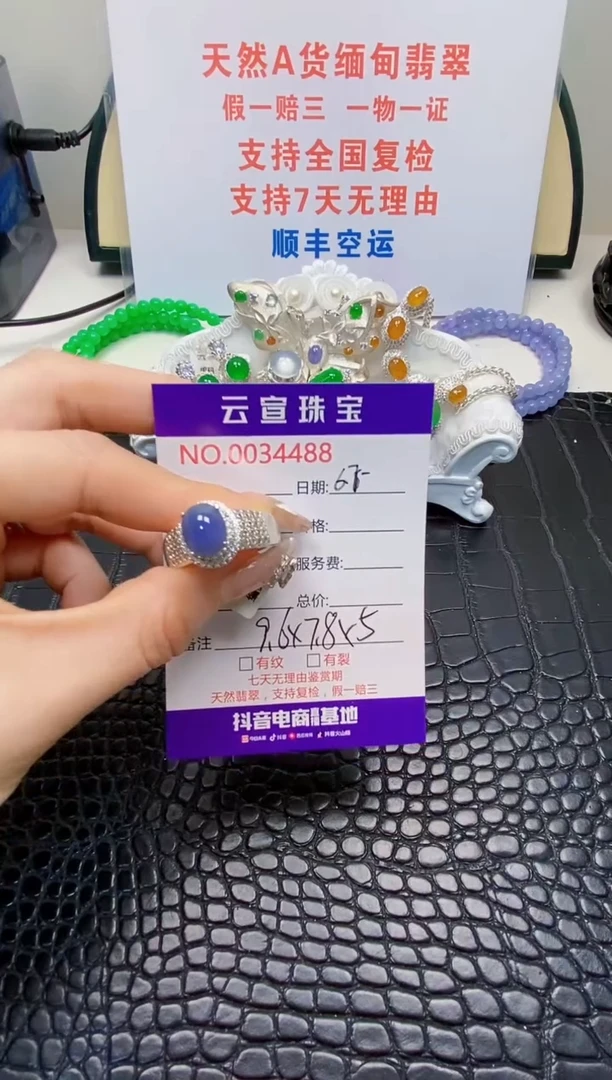 天然A货缅甸翡翠
假一赔三 一物一证
支持全国复检
支持7天无理由
顺丰空运
云宣珠宝
NO.0034488
日期:
格:
服务费:
总价:
备注 9.6x7.8x5
□有纹 □有裂
七天无理由鉴赏期
天然翡翠，支持复检，假一赔三
抖音电商直播基地